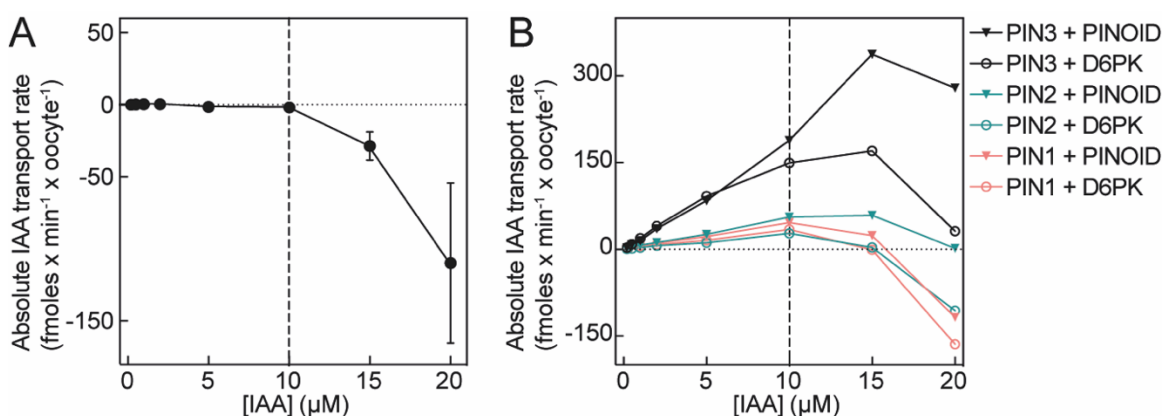 A
Absolute IAA transport rate
(fmoles x min⁻¹ x oocyte⁻¹)
50
0
-50
-150
0
5
10
15
20
[IAA] (μM)
B
Absolute IAA transport rate
(fmoles x min⁻¹ x oocyte⁻¹)
300
150
0
-150
0
5
10
15
20
[IAA] (μM)
PIN3 + PINOID
PIN3 + D6PK
PIN2 + PINOID
PIN2 + D6PK
PIN1 + PINOID
PIN1 + D6PK